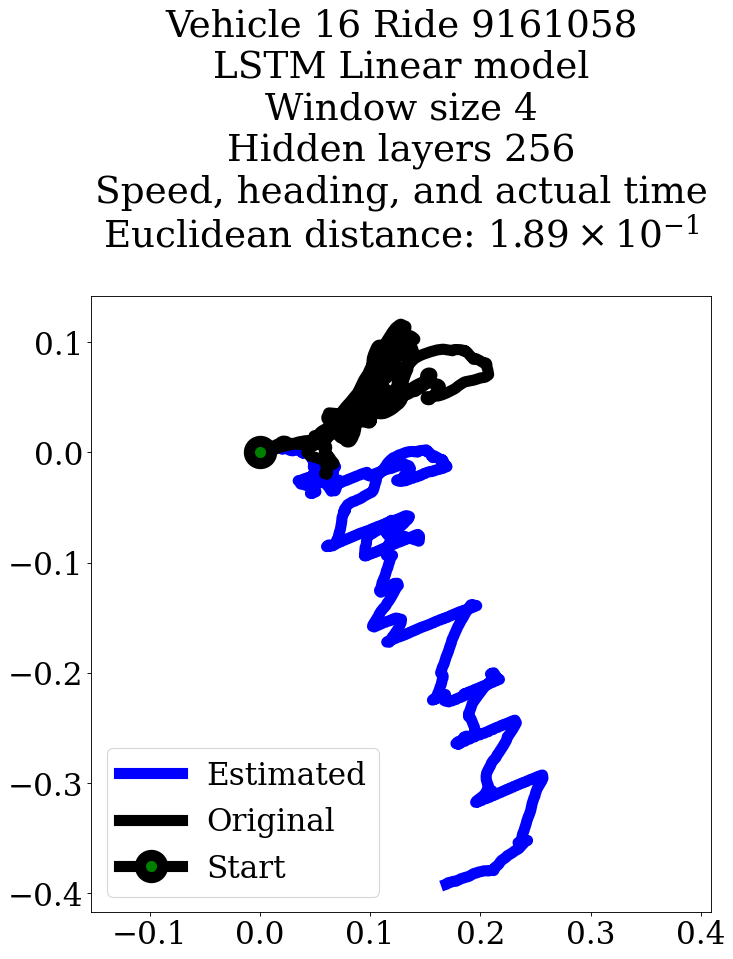 Vehicle 16 Ride 9161058
LSTM Linear model
Window size 4
Hidden layers 256
Speed, heading, and actual time
Euclidean distance: 1.89 × 10⁻¹
0.1
0.0
−0.1
−0.2
−0.3
−0.4
Estimated
Original
Start
−0.1 0.0 0.1 0.2 0.3 0.4